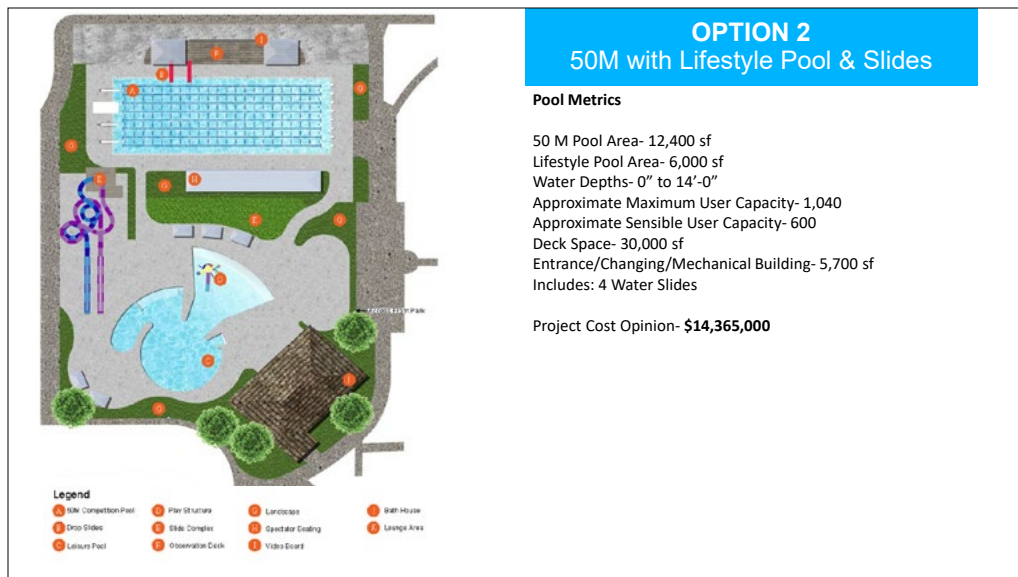 OPTION 2
50M with Lifestyle Pool & Slides
Pool Metrics
50 M Pool Area- 12,400 sf
Lifestyle Pool Area- 6,000 sf
Water Depths- 0” to 14’-0”
Approximate Maximum User Capacity- 1,040
Approximate Sensible User Capacity- 600
Deck Space- 30,000 sf
Entrance/Changing/Mechanical Building- 5,700 sf
Includes: 4 Water Slides
Project Cost Opinion- $14,365,000
I
F
B
A
G
G
E
G
H
E
G
D
Park
C
G
Legend
A 50M Competition Pool
B Drop Slides
C Leisure Pool
D Play Structure
E Slide Complex
F Observation Deck
G Landscape
H Spectator Seating
I Video Board
J Bath House
K Lounge Area